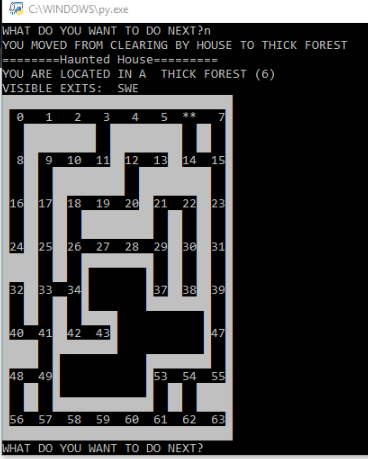 C:\WINDOWS\py.exe
WHAT DO YOU WANT TO DO NEXT?n
YOU MOVED FROM CLEARING BY HOUSE TO THICK FOREST
========Haunted House=========
YOU ARE LOCATED IN A  THICK FOREST (6)
VISIBLE EXITS:  SWE
0 1 2 3 4 5 ** 7
8 9 10 11 12 13 14 15
16 17 18 19 20 21 22 23
24 25 26 27 28 29 30 31
32 33 34 37 38 39
40 41 42 43 47
48 49 53 54 55
56 57 58 59 60 61 62 63
WHAT DO YOU WANT TO DO NEXT?